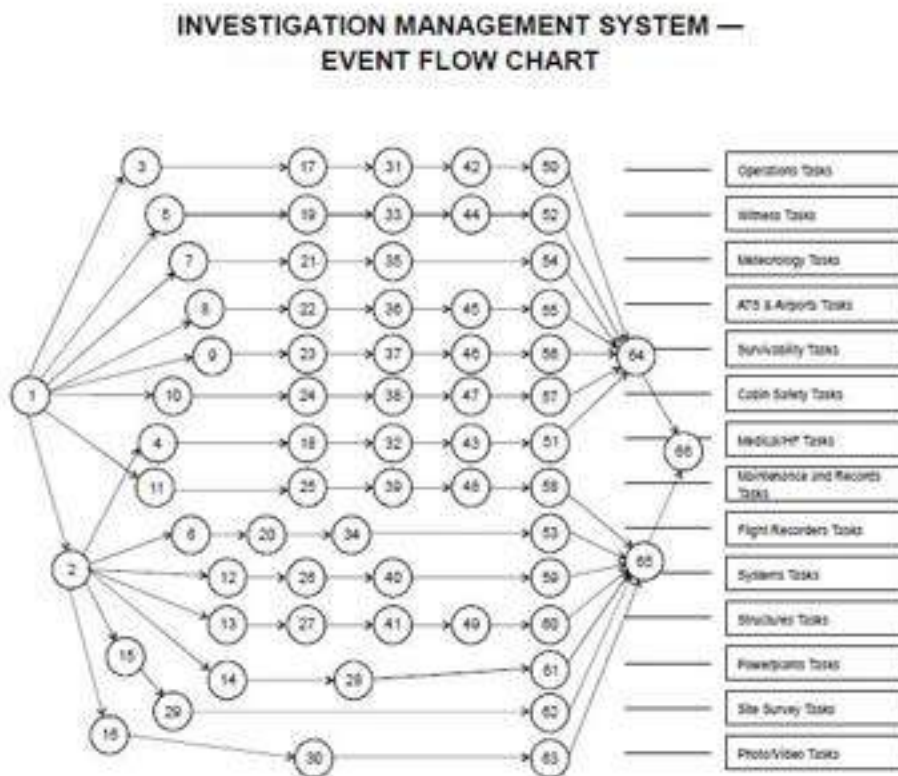 INVESTIGATION MANAGEMENT SYSTEM —
EVENT FLOW CHART
3 17 31 42 50 Operations Tasks
5 19 33 44 52 Witness Tasks
7 21 35 54 Meteorology Tasks
8 22 36 45 55 ATS & Airports Tasks
9 23 37 46 56 64 Survivability Tasks
1 10 24 38 47 57 Cabin Safety Tasks
4 18 32 43 51 66 Medical/HF Tasks
11 25 39 48 58 Maintenance and Records
Tasks
6 20 34 53 Flight Recorders Tasks
2 12 26 40 59 65 Systems Tasks
13 27 41 49 60 Structures Tasks
15 14 28 61 Powerplants Tasks
29 62 Site Survey Tasks
16 30 63 Photo/Video Tasks